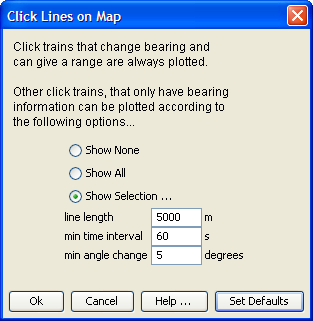 Click Lines on Map
Click trains that change bearing and
can give a range are always plotted.
Other click trains, that only have bearing
information can be plotted according to
the following options...
Show None
Show All
Show Selection ...
line length 5000 m
min time interval 60 s
min angle change 5 degrees
Ok Cancel Help ... Set Defaults